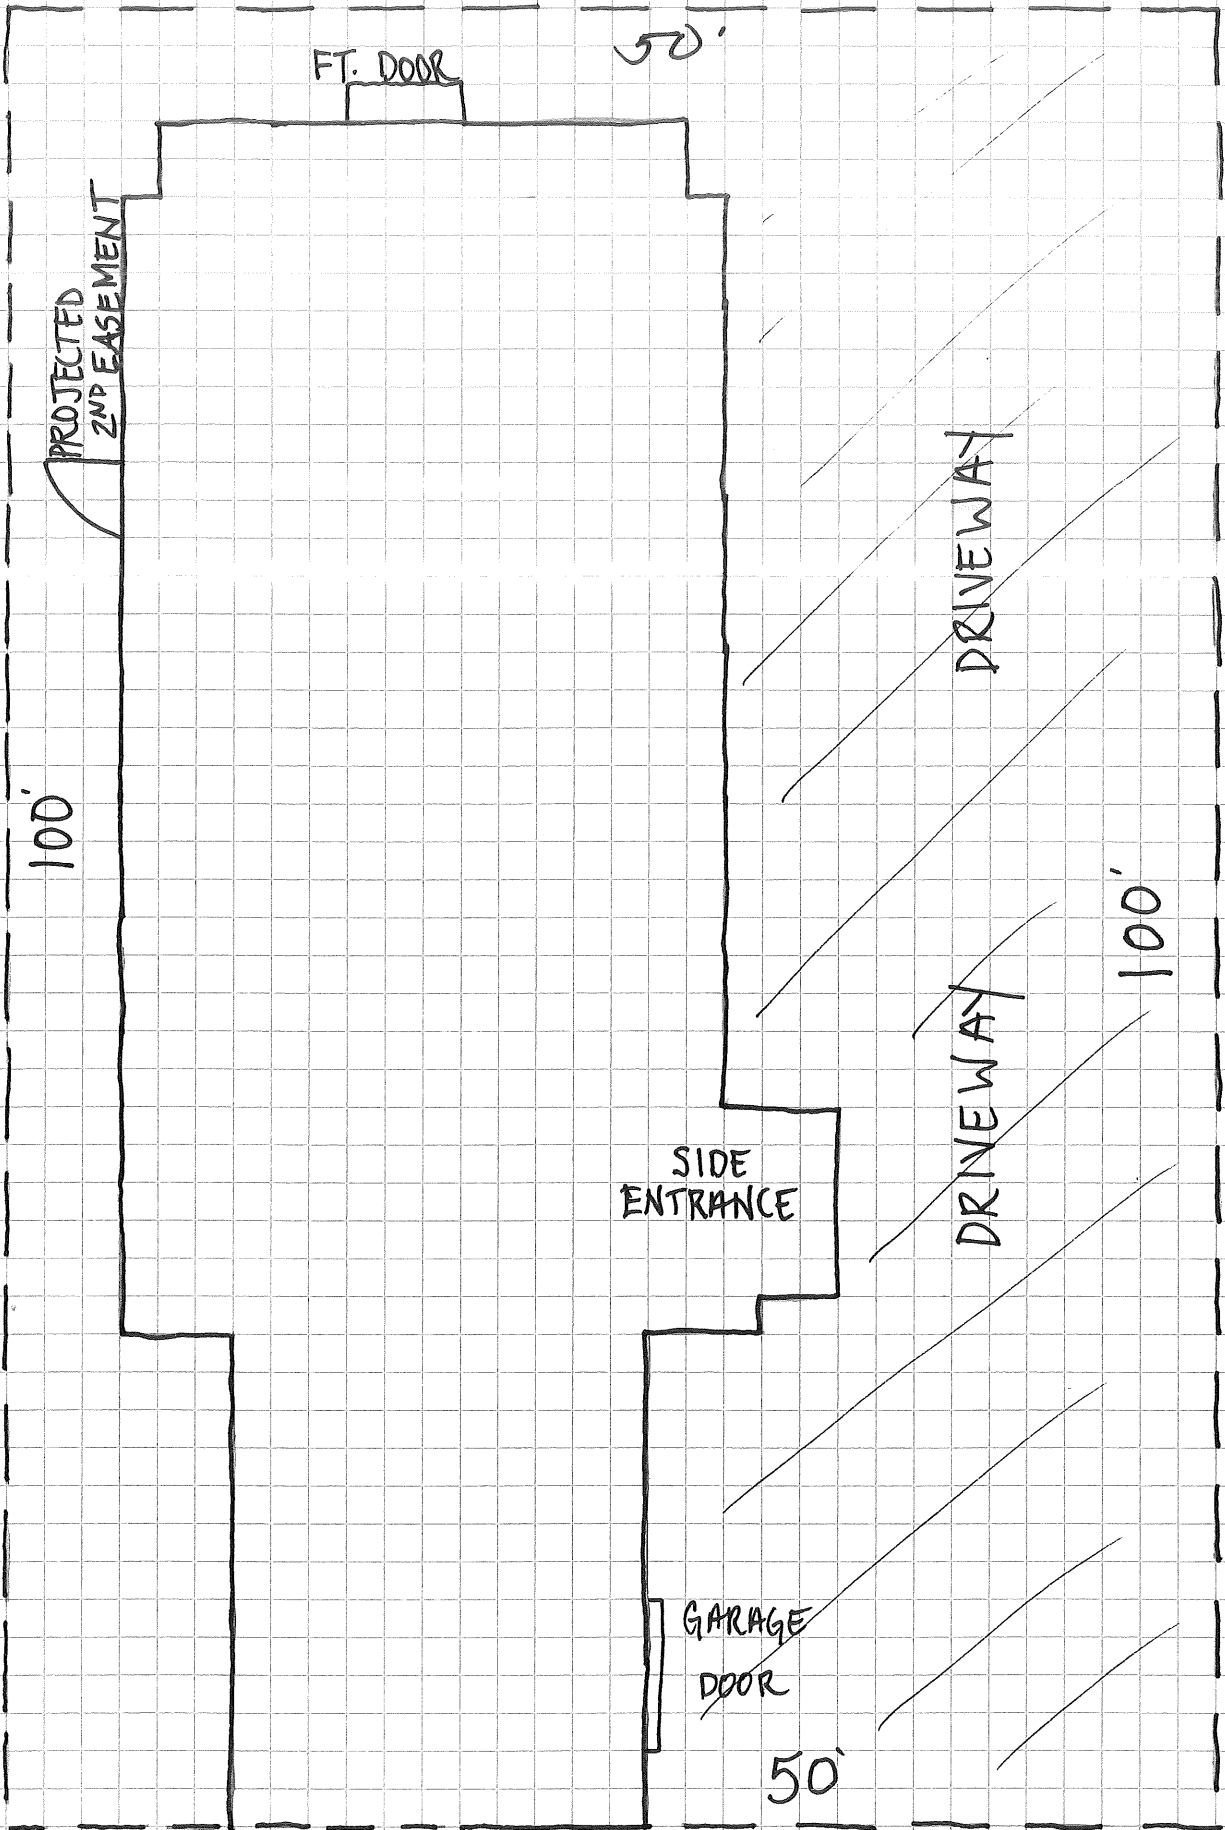 50'
FT. DOOR
PROJECTED
2ND EASEMENT
DRIVEWAY
100'
100'
DRIVEWAY
SIDE
ENTRANCE
GARAGE
DOOR
50'